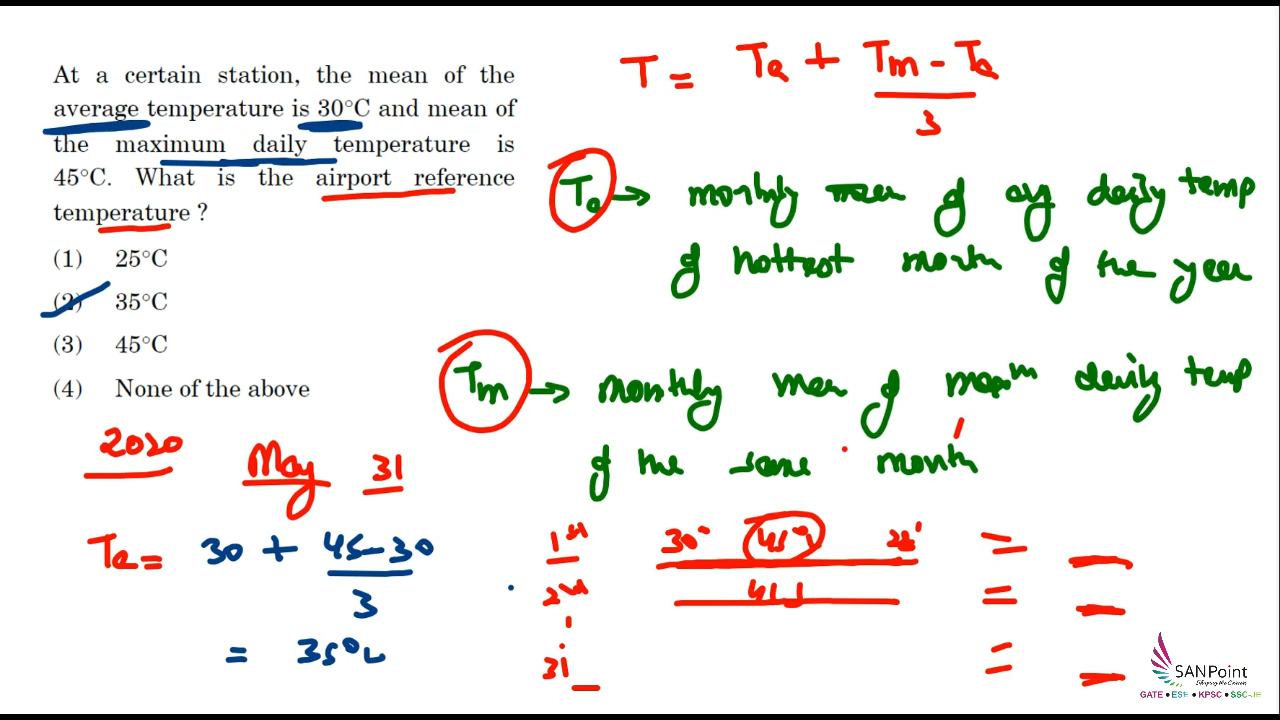 At a certain station, the mean of the
average temperature is 30°C and mean of
the maximum daily temperature is
45°C. What is the airport reference
temperature ?
(1) 25°C
(2) 35°C
(3) 45°C
(4) None of the above
T = Ta + Tm - Ta
3
Ta → monthly mean of avg daily temp
of hottest month of the year
Tm → monthly mean of maxm daily temp
of the same month
2020
May 31
Ta = 30 + 45-30
3
= 35°C
1st 30° 45°C 28° =
2nd =
31 =
SANPoint
GATE • ESE • KPSC • SSC-JE